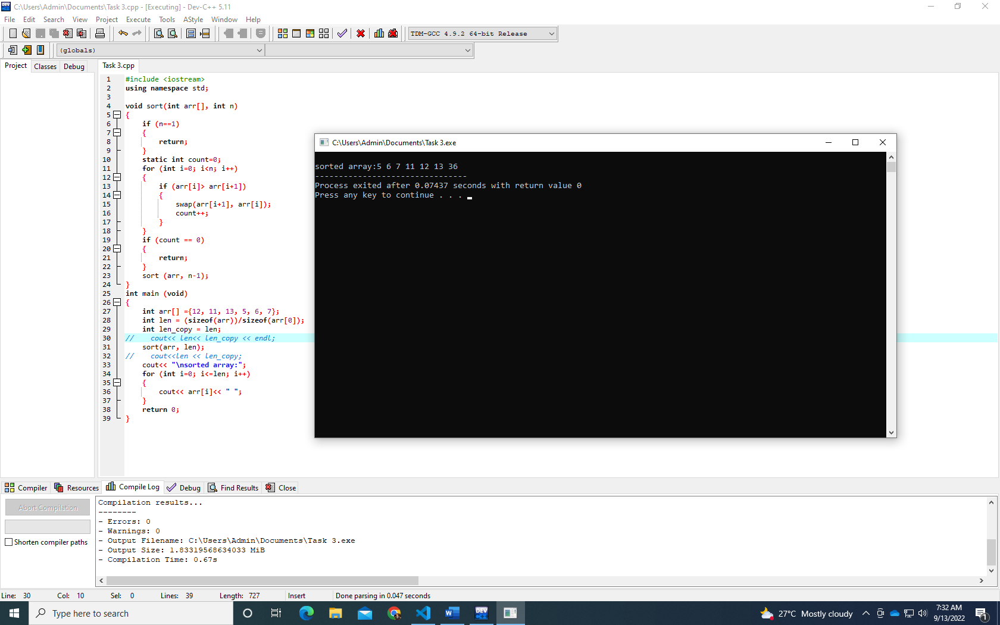 C:\Users\Admin\Documents\Task 3.cpp - [Executing] - Dev-C++ 5.11
File Edit Search View Project Execute Tools AStyle Window Help
TDM-GCC 4.9.2 64-bit Release
(globals)
Project Classes Debug
Task 3.cpp
1 #include <iostream>
2 using namespace std;
3
4 void sort(int arr[], int n)
5 {
6 if (n==1)
7 {
8 return;
9 }
10 static int count=0;
11 for (int i=0; i<n; i++)
12 {
13 if (arr[i]> arr[i+1])
14 {
15 swap(arr[i+1], arr[i]);
16 count++;
17 }
18 }
19 if (count == 0)
20 {
21 return;
22 }
23 sort (arr, n-1);
24 }
25 int main (void)
26 {
27 int arr[] ={12, 11, 13, 5, 6, 7};
28 int len = (sizeof(arr))/sizeof(arr[0]);
29 int len_copy = len;
30 // cout<< len<< len_copy << endl;
31 sort(arr, len);
32 // cout<<len << len_copy;
33 cout<< "\nsorted array:";
34 for (int i=0; i<=len; i++)
35 {
36 cout<< arr[i]<< " ";
37 }
38 return 0;
39 }
C:\Users\Admin\Documents\Task 3.exe
sorted array:5 6 7 11 12 13 36
--------------------------------
Process exited after 0.07437 seconds with return value 0
Press any key to continue . . .
Compiler Resources Compile Log Debug Find Results Close
Abort Compilation
Shorten compiler paths
Compilation results...
--------
- Errors: 0
- Warnings: 0
- Output Filename: C:\Users\Admin\Documents\Task 3.exe
- Output Size: 1.83319568634033 MiB
- Compilation Time: 0.67s
Line: 30 Col: 10 Sel: 0 Lines: 39 Length: 727 Insert Done parsing in 0.047 seconds
Type here to search
DEV
27°C Mostly cloudy
7:32 AM
9/13/2022
1